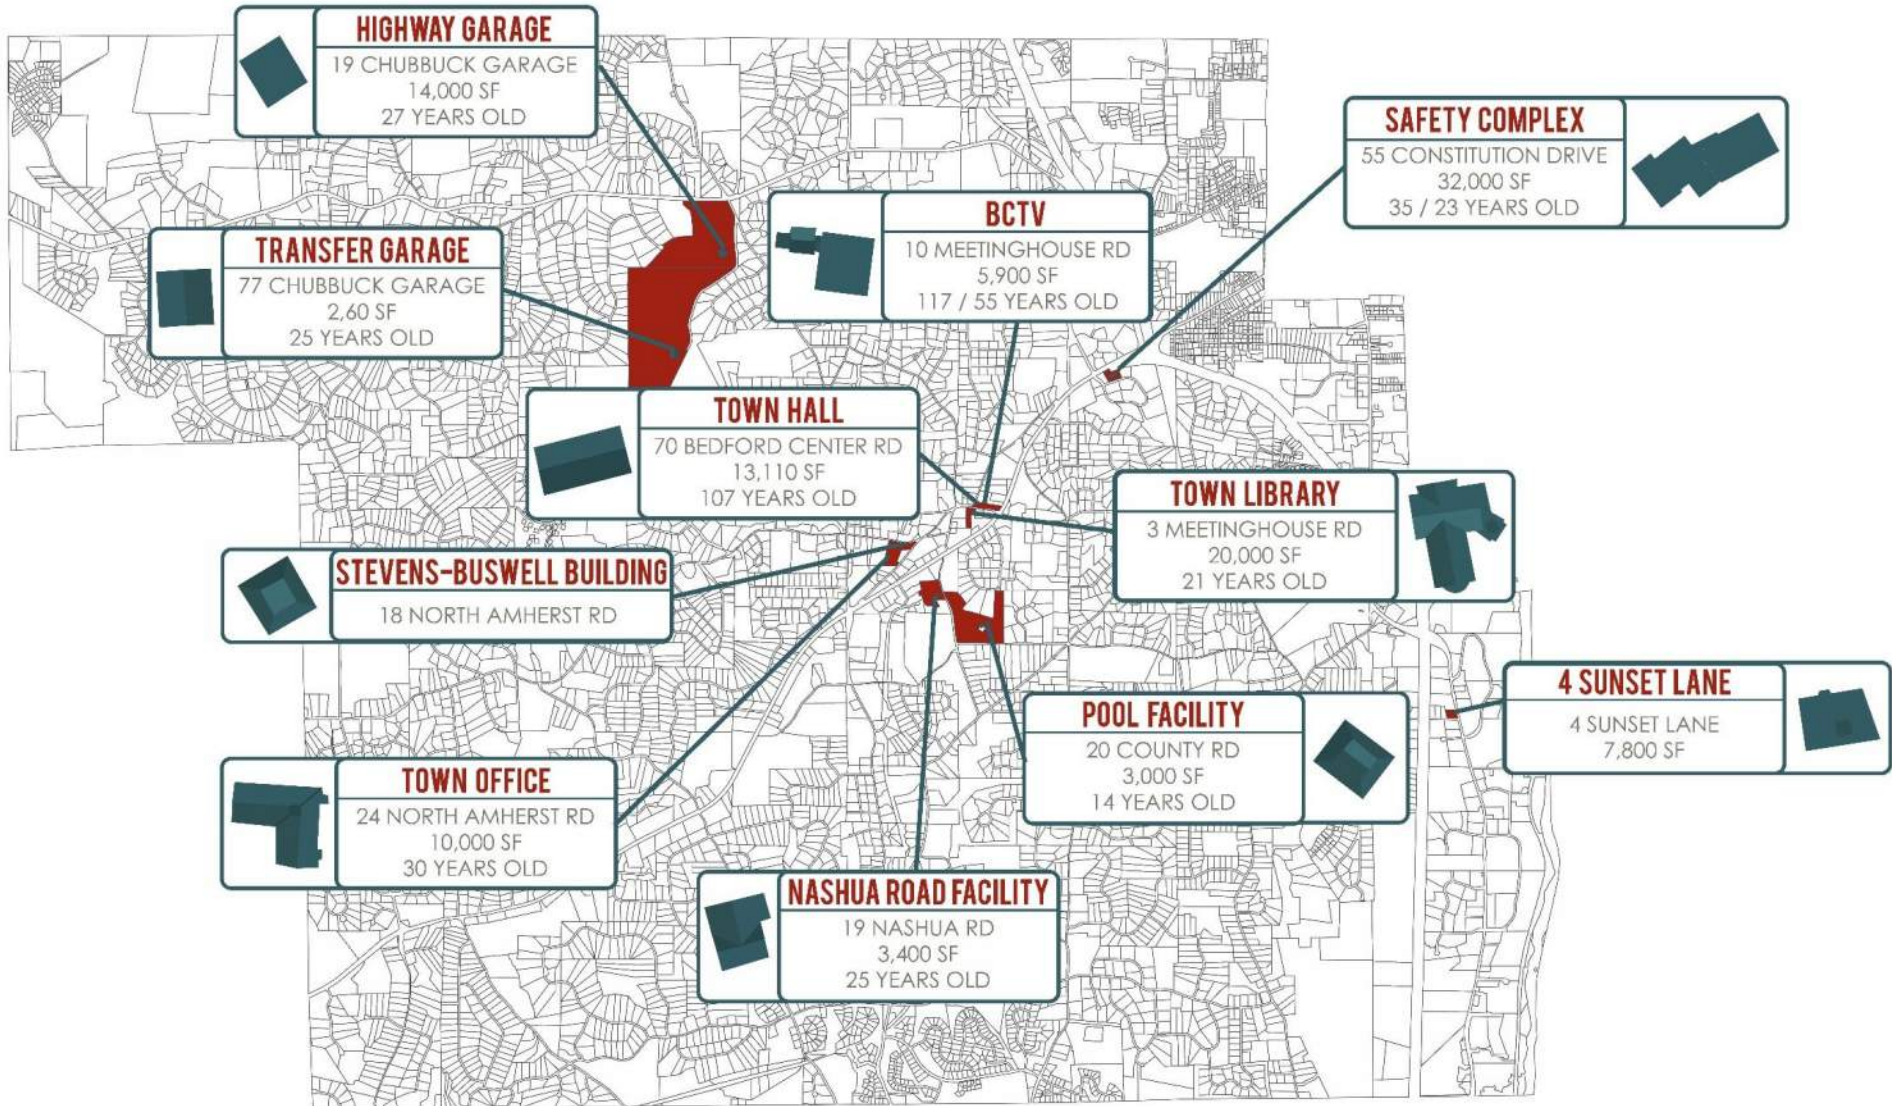 HIGHWAY GARAGE
19 CHUBBUCK GARAGE
14,000 SF
27 YEARS OLD
SAFETY COMPLEX
55 CONSTITUTION DRIVE
32,000 SF
35 / 23 YEARS OLD
BCTV
10 MEETINGHOUSE RD
5,900 SF
117 / 55 YEARS OLD
TRANSFER GARAGE
77 CHUBBUCK GARAGE
2,60 SF
25 YEARS OLD
TOWN HALL
70 BEDFORD CENTER RD
13,110 SF
107 YEARS OLD
TOWN LIBRARY
3 MEETINGHOUSE RD
20,000 SF
21 YEARS OLD
STEVENS-BUSWELL BUILDING
18 NORTH AMHERST RD
4 SUNSET LANE
4 SUNSET LANE
7,800 SF
POOL FACILITY
20 COUNTY RD
3,000 SF
14 YEARS OLD
TOWN OFFICE
24 NORTH AMHERST RD
10,000 SF
30 YEARS OLD
NASHUA ROAD FACILITY
19 NASHUA RD
3,400 SF
25 YEARS OLD